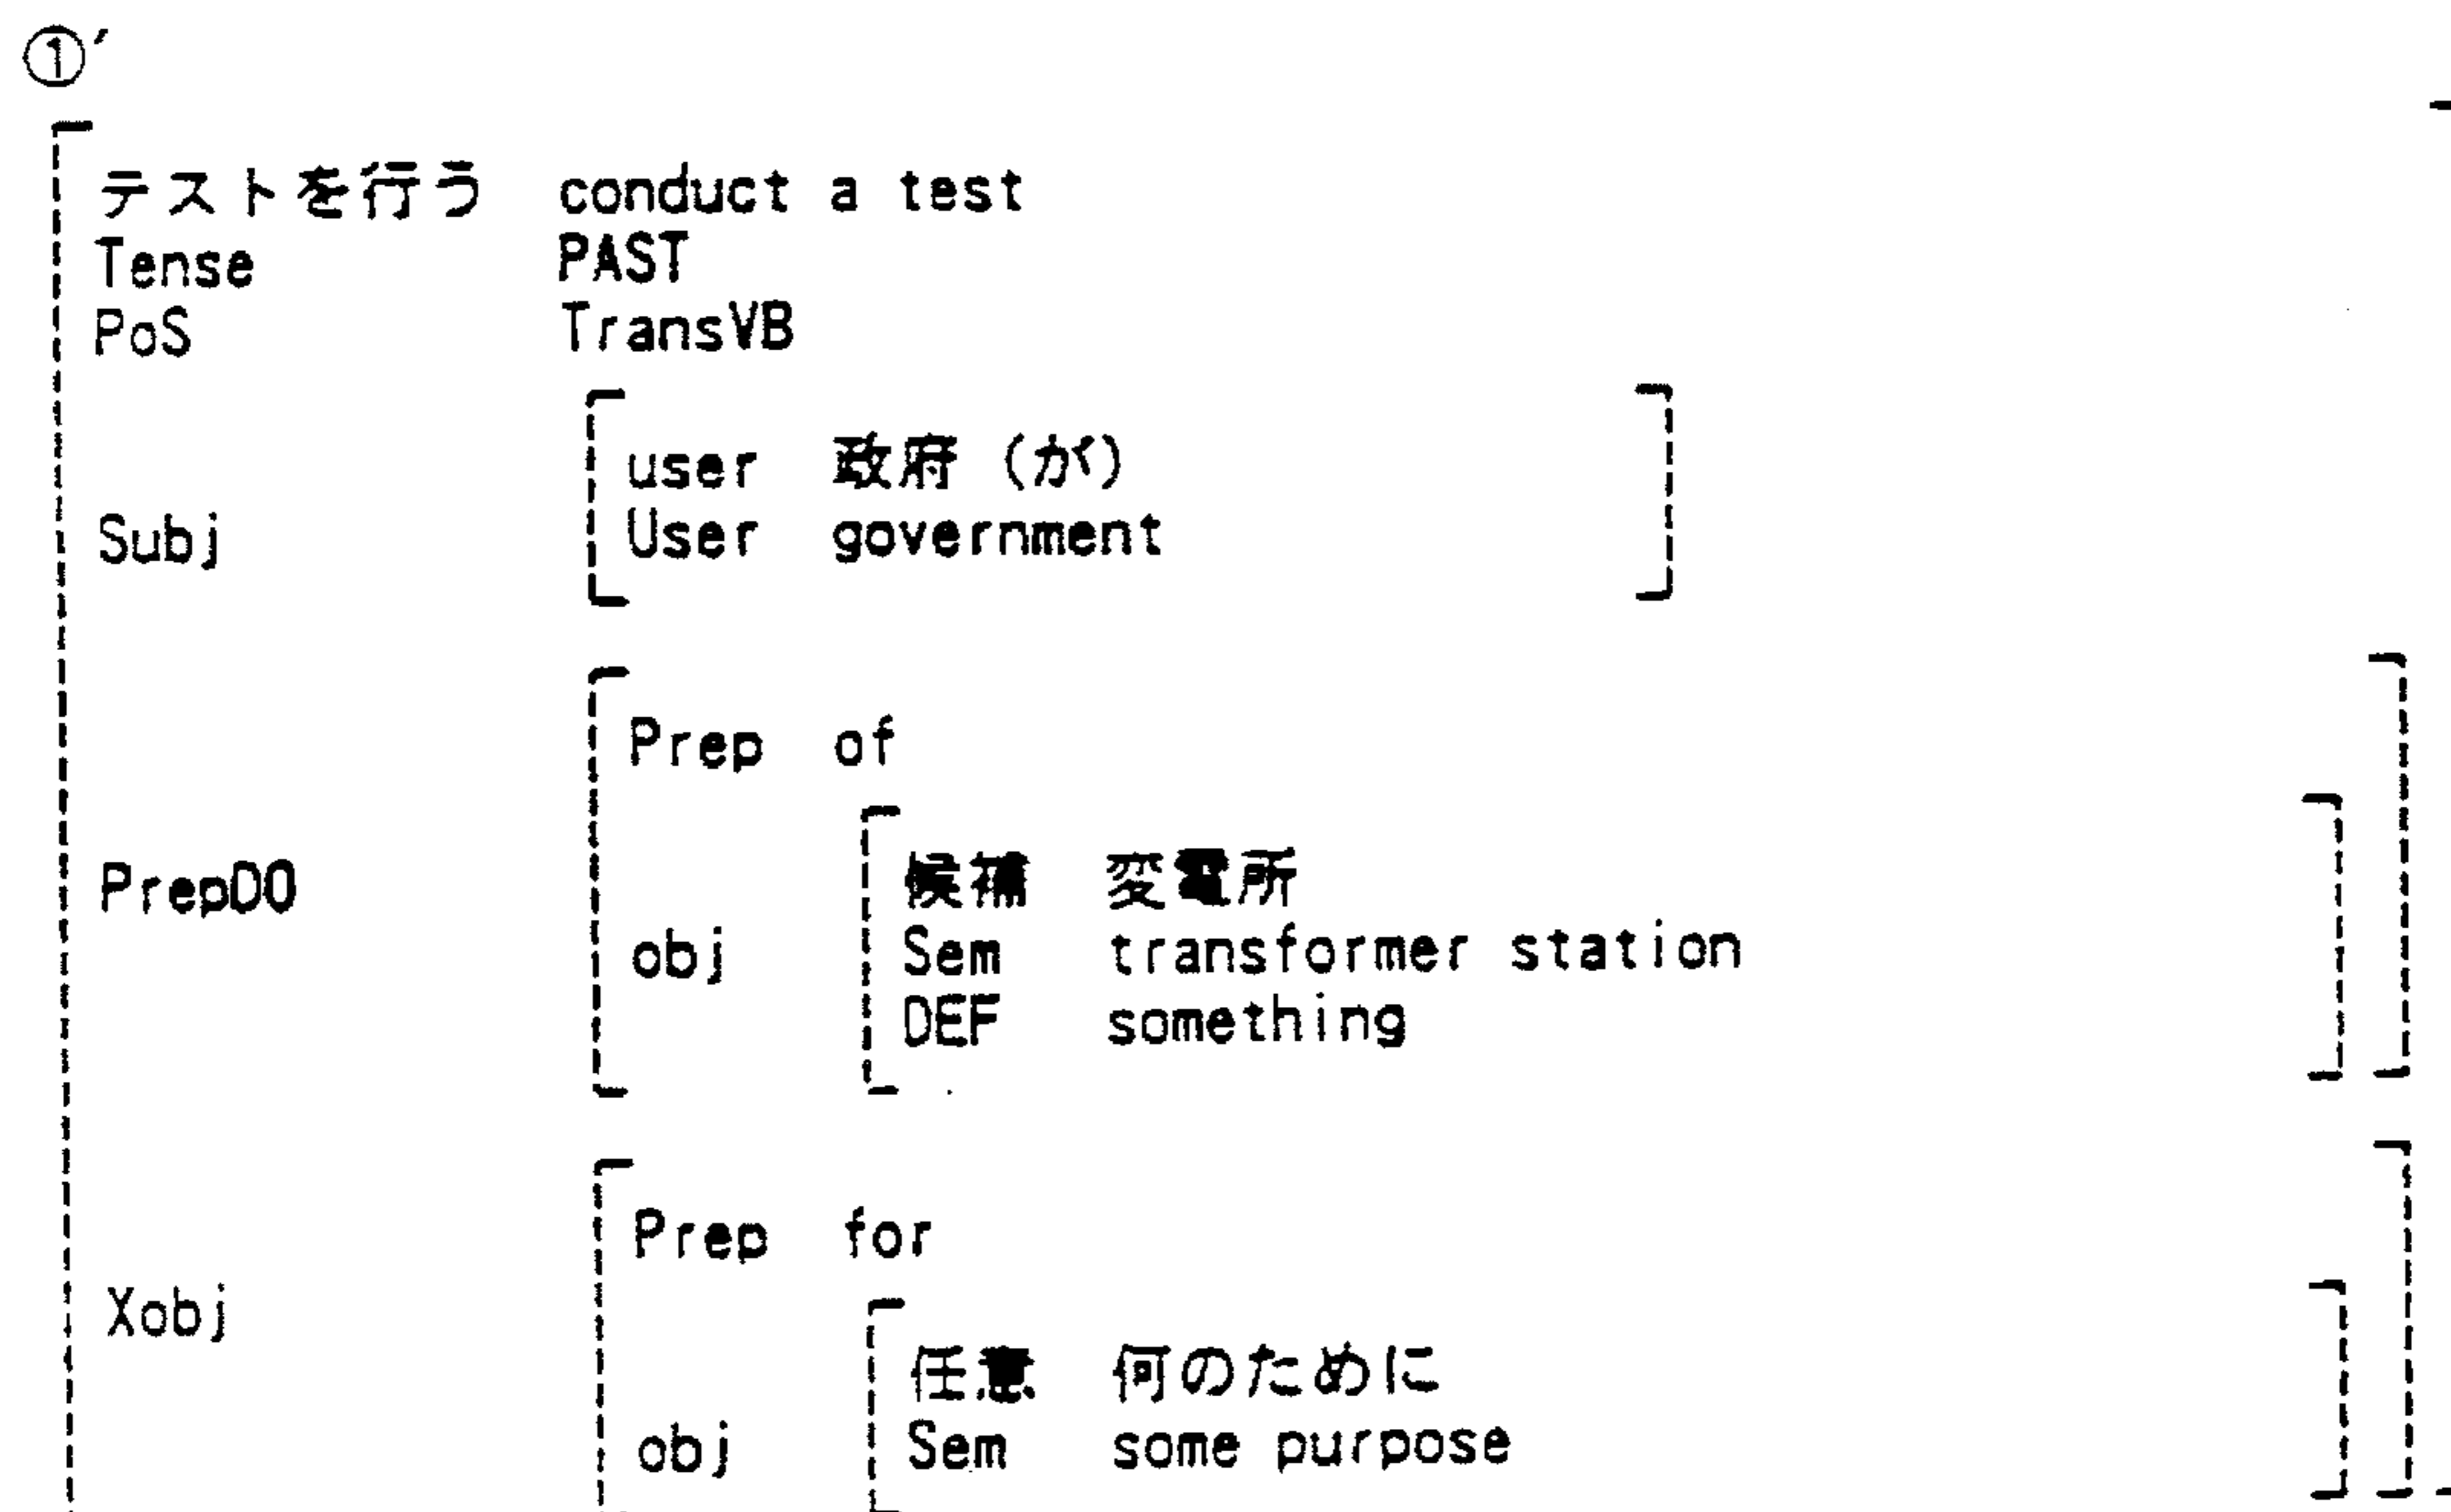 ①′
テストを行う conduct a test
Tense PAST
PoS TransVB
user 政府 (が)
Subj User government
Prep of
候補 変電所
PrepDO
obj Sem transformer station
DEF something
Prep for
Xobj
任意 何のために
obj Sem some purpose